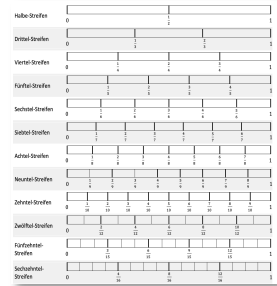 Halbe-Streifen
0 1/2 1
Drittel-Streifen
0 1/3 2/3 1
Viertel-Streifen
0 1/4 2/4 3/4 1
Fünftel-Streifen
0 1/5 2/5 3/5 4/5 1
Sechstel-Streifen
0 1/6 2/6 3/6 4/6 5/6 1
Siebtel-Streifen
0 1/7 2/7 3/7 4/7 5/7 6/7 1
Achtel-Streifen
0 1/8 2/8 3/8 4/8 5/8 6/8 7/8 1
Neuntel-Streifen
0 1/9 2/9 3/9 4/9 5/9 6/9 7/9 8/9 1
Zehntel-Streifen
0 1/10 2/10 3/10 4/10 5/10 6/10 7/10 8/10 9/10 1
Zwölftel-Streifen
0 2/12 4/12 6/12 8/12 10/12 1
Fünfzehntel-
Streifen
0 3/15 6/15 9/15 12/15 1
Sechzehntel-
Streifen
0 4/16 8/16 12/16 1